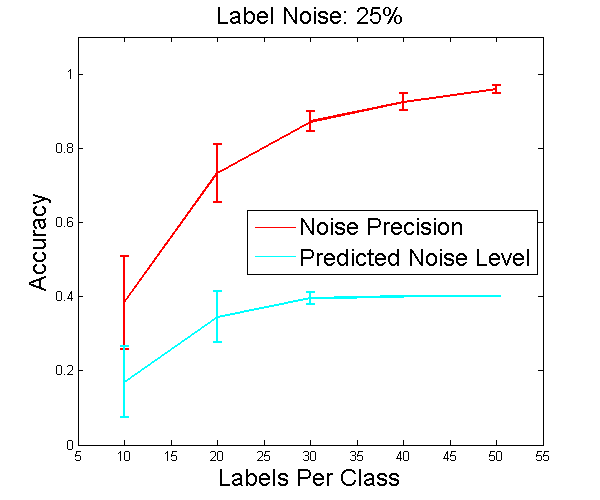 Label Noise: 25%
1
0.8
0.6
0.4
0.2
0
Accuracy
Noise Precision
Predicted Noise Level
5 10 15 20 25 30 35 40 45 50 55
Labels Per Class